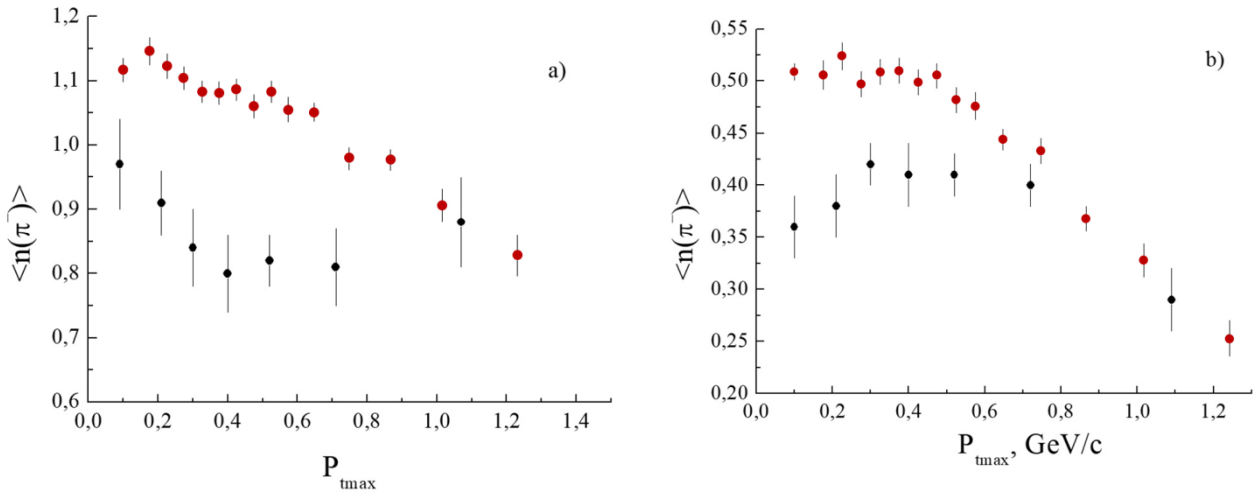 a)
1,2
1,1
1,0
0,9
0,8
0,7
0,6
<n(π⁻)>
0,0 0,2 0,4 0,6 0,8 1,0 1,2 1,4
P_tmax
b)
0,55
0,50
0,45
0,40
0,35
0,30
0,25
0,20
<n(π⁻)>
0,0 0,2 0,4 0,6 0,8 1,0 1,2
P_tmax, GeV/c